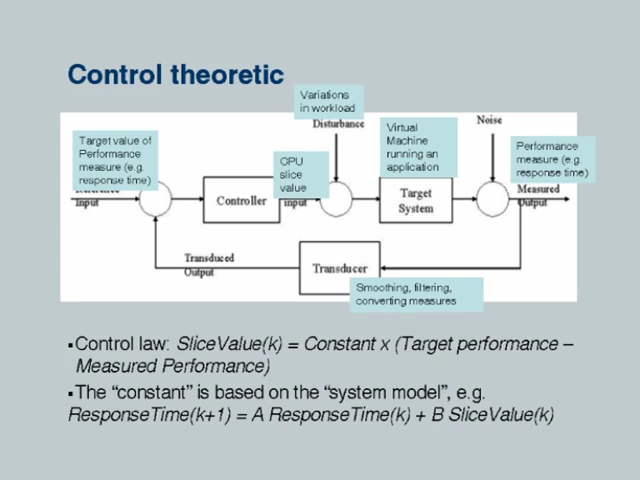 Control theoretic
Variations
in workload
Disturbance
Noise
Virtual
Machine
running an
application
Target value of
Performance
measure (e.g.
response time)
Performance
measure (e.g.
response time)
CPU
slice
value
Input
Controller
input
Target
System
Measured
Output
Transduced
Output
Transducer
Smoothing, filtering,
converting measures
▪Control law: SliceValue(k) = Constant x (Target performance –
Measured Performance)
▪The “constant” is based on the “system model”, e.g.
ResponseTime(k+1) = A ResponseTime(k) + B SliceValue(k)